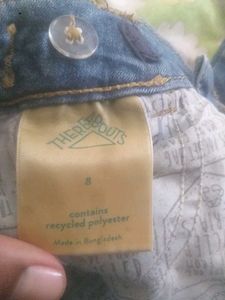 THEREABOUTS
8
contains
recycled polyester
Made in Bangladesh